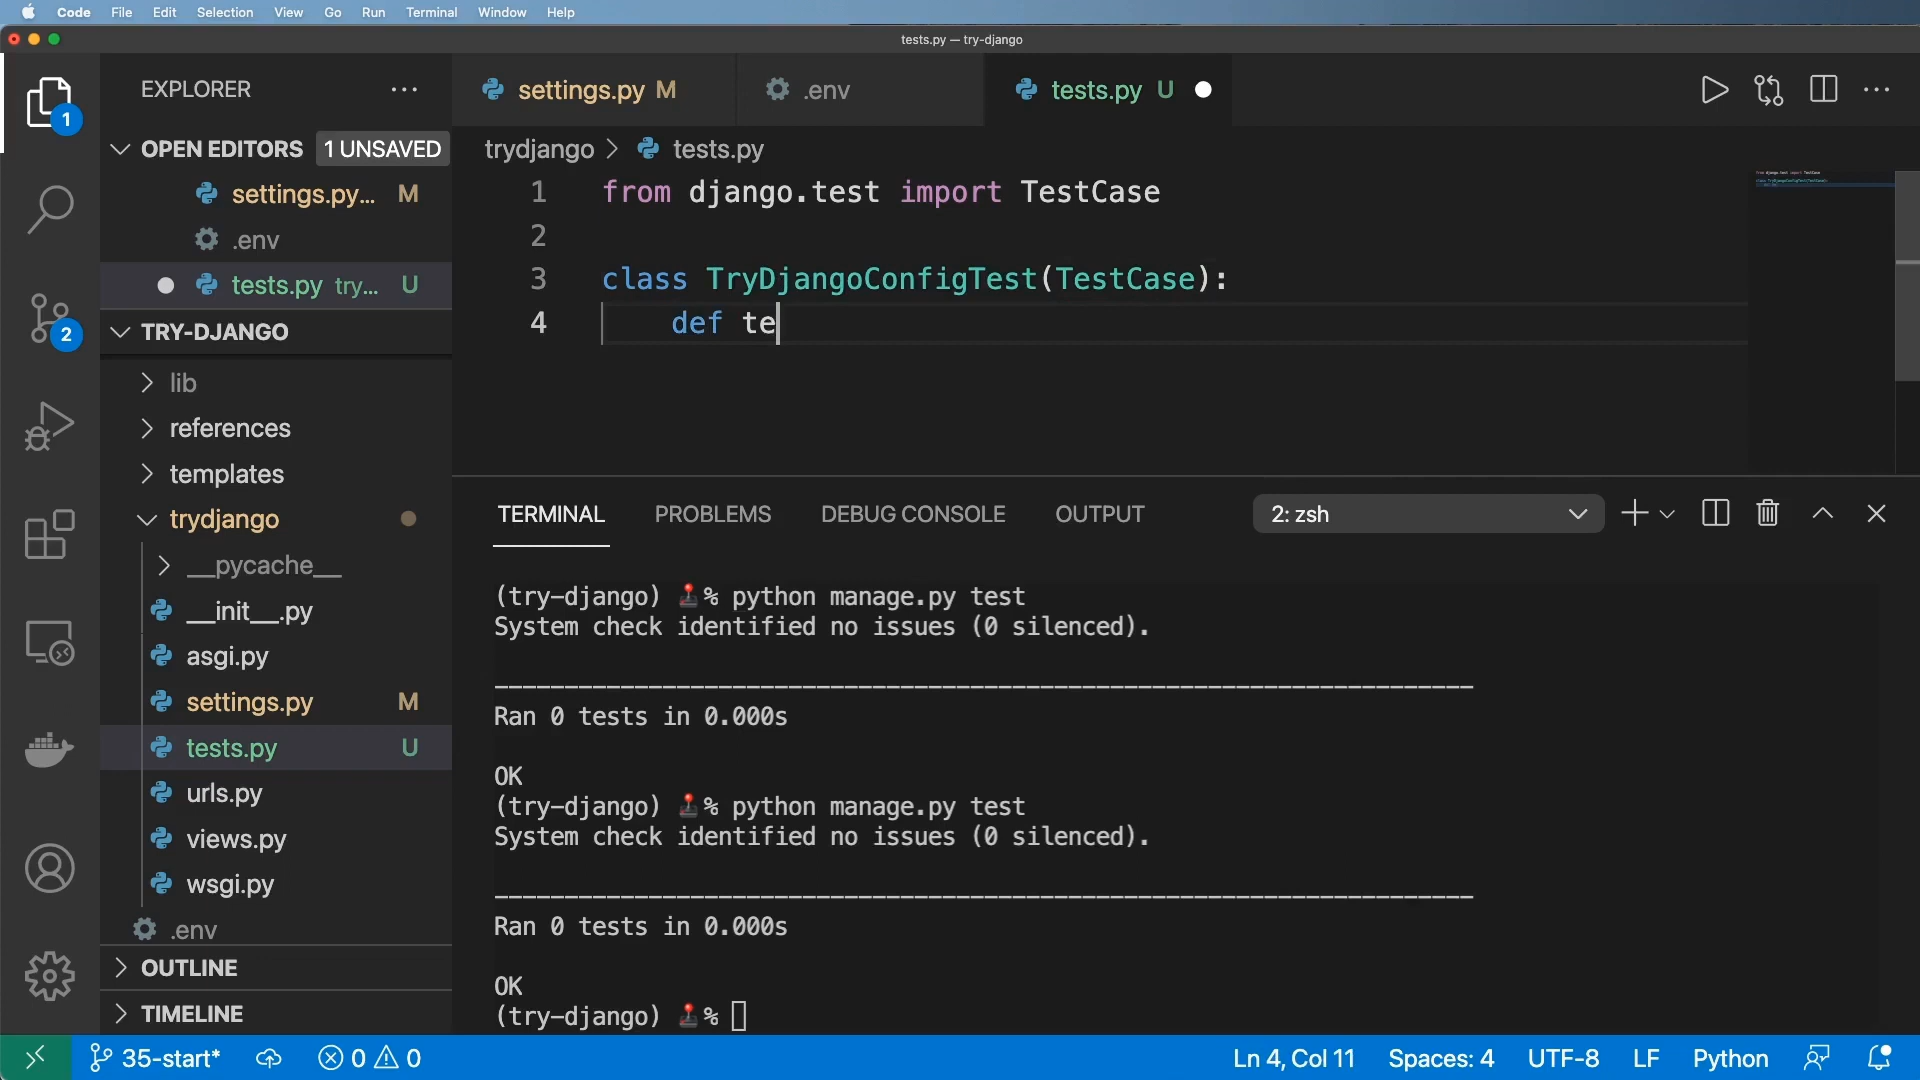 Code File Edit Selection View Go Run Terminal Window Help
tests.py — try-django
EXPLORER
OPEN EDITORS 1 UNSAVED
settings.py... M
.env
tests.py try... U
TRY-DJANGO
lib
references
templates
trydjango
__pycache__
__init__.py
asgi.py
settings.py M
tests.py U
urls.py
views.py
wsgi.py
.env
OUTLINE
TIMELINE
1
2
settings.py M
.env
tests.py U
trydjango > tests.py
1 from django.test import TestCase
2
3 class TryDjangoConfigTest(TestCase):
4 def te
TERMINAL PROBLEMS DEBUG CONSOLE OUTPUT 2: zsh
(try-django) 🕹% python manage.py test
System check identified no issues (0 silenced).
----------------------------------------------------------------------
Ran 0 tests in 0.000s
OK
(try-django) 🕹% python manage.py test
System check identified no issues (0 silenced).
----------------------------------------------------------------------
Ran 0 tests in 0.000s
OK
(try-django) 🕹%
35-start* 0 0 Ln 4, Col 11 Spaces: 4 UTF-8 LF Python